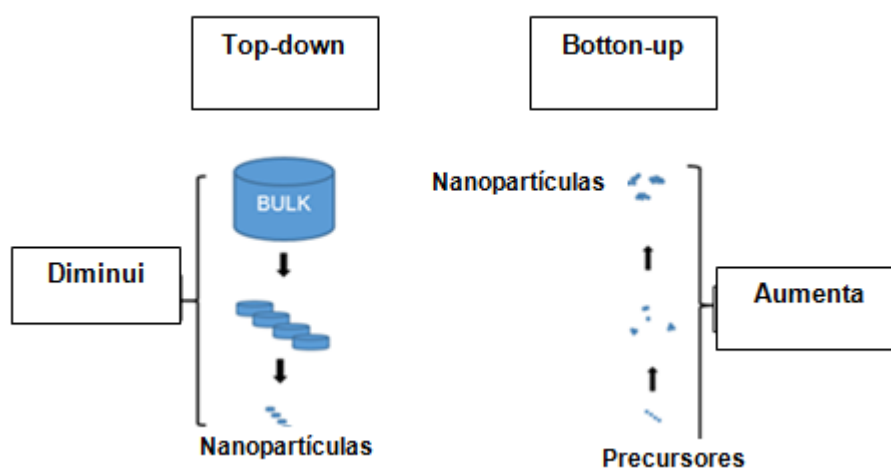 Top-down
Botton-up
Nanopartículas
BULK
Diminui
Aumenta
Nanopartículas
Precursores